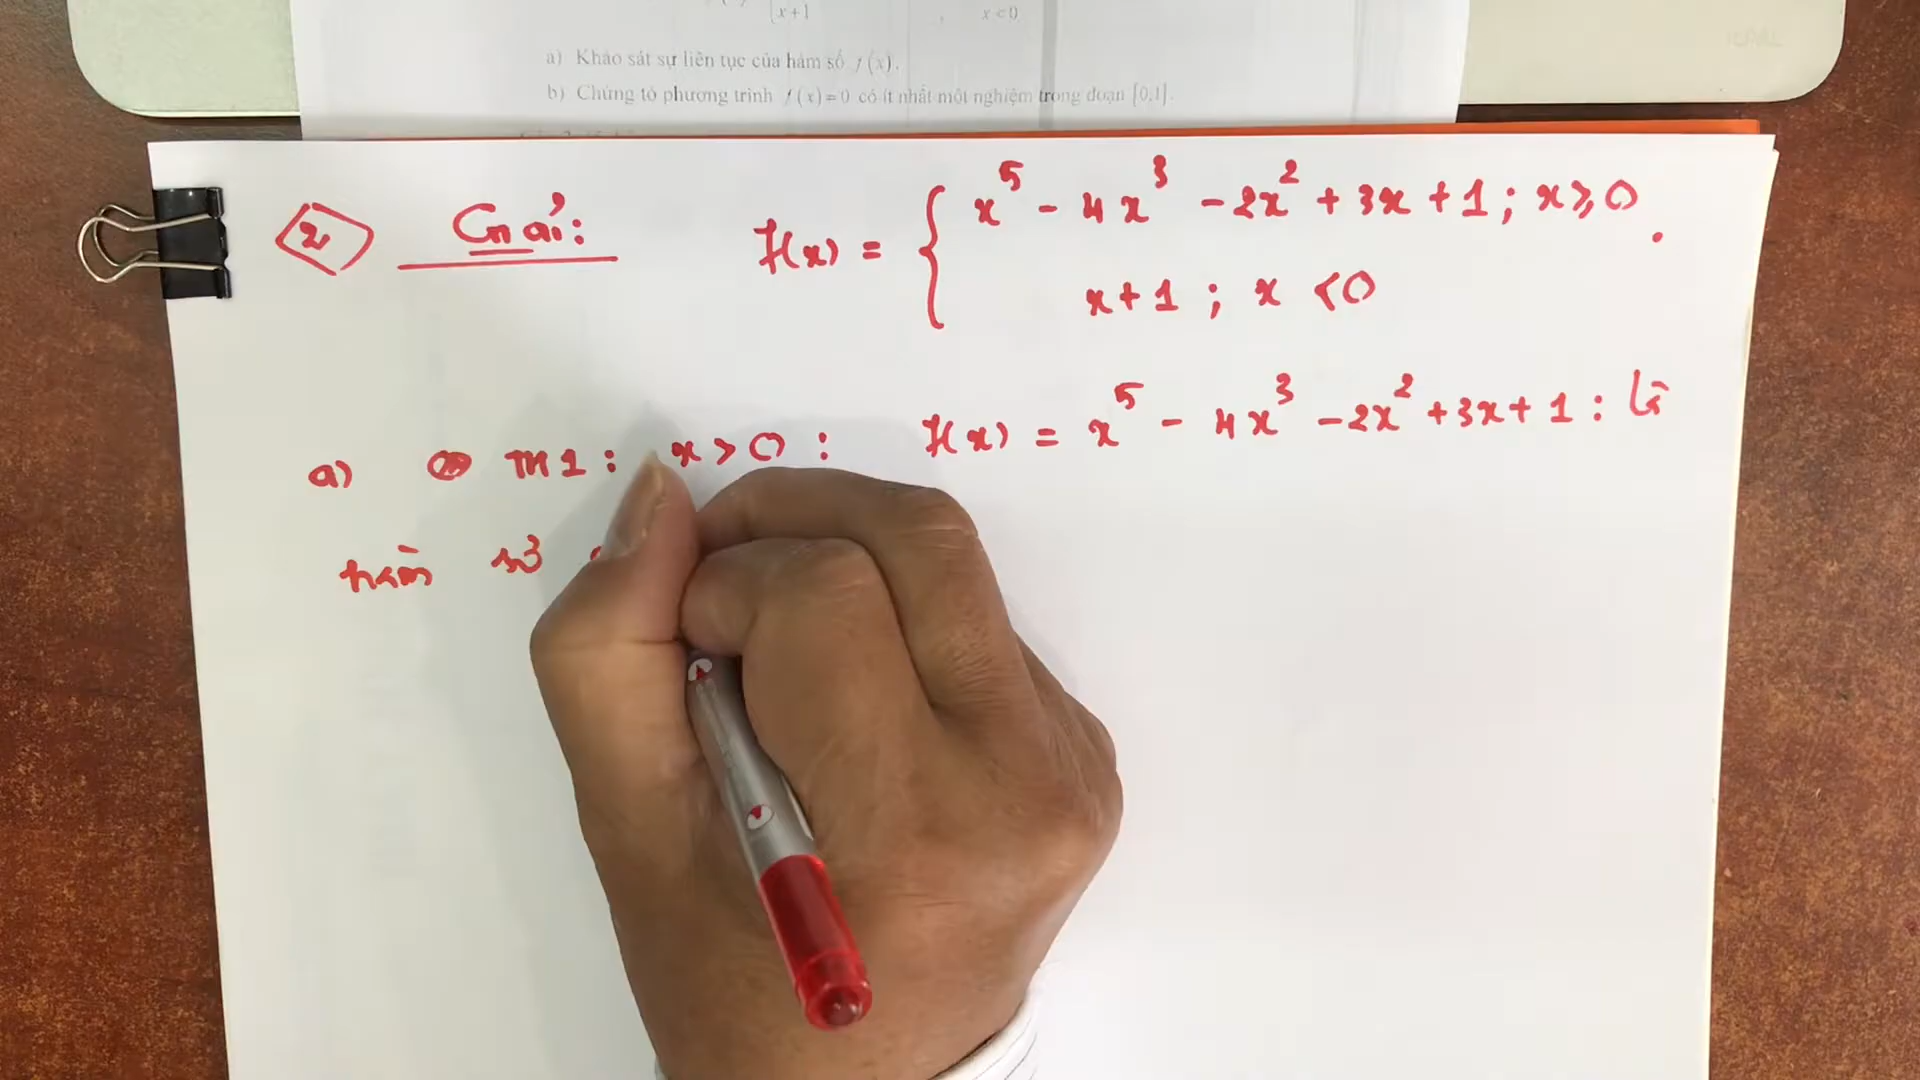 x+1 , x<0
a) Khảo sát sự liên tục của hàm số f(x).
b) Chứng tỏ phương trình f(x)=0 có ít nhất một nghiệm trong đoạn [0,1].
2 Giải: f(x) = { x^5 - 4x^3 - 2x^2 + 3x + 1 ; x ⩾ 0 .
x+1 ; x < 0
a) TH1 : x > 0 : f(x) = x^5 - 4x^3 - 2x^2 + 3x + 1 : là
hàm số